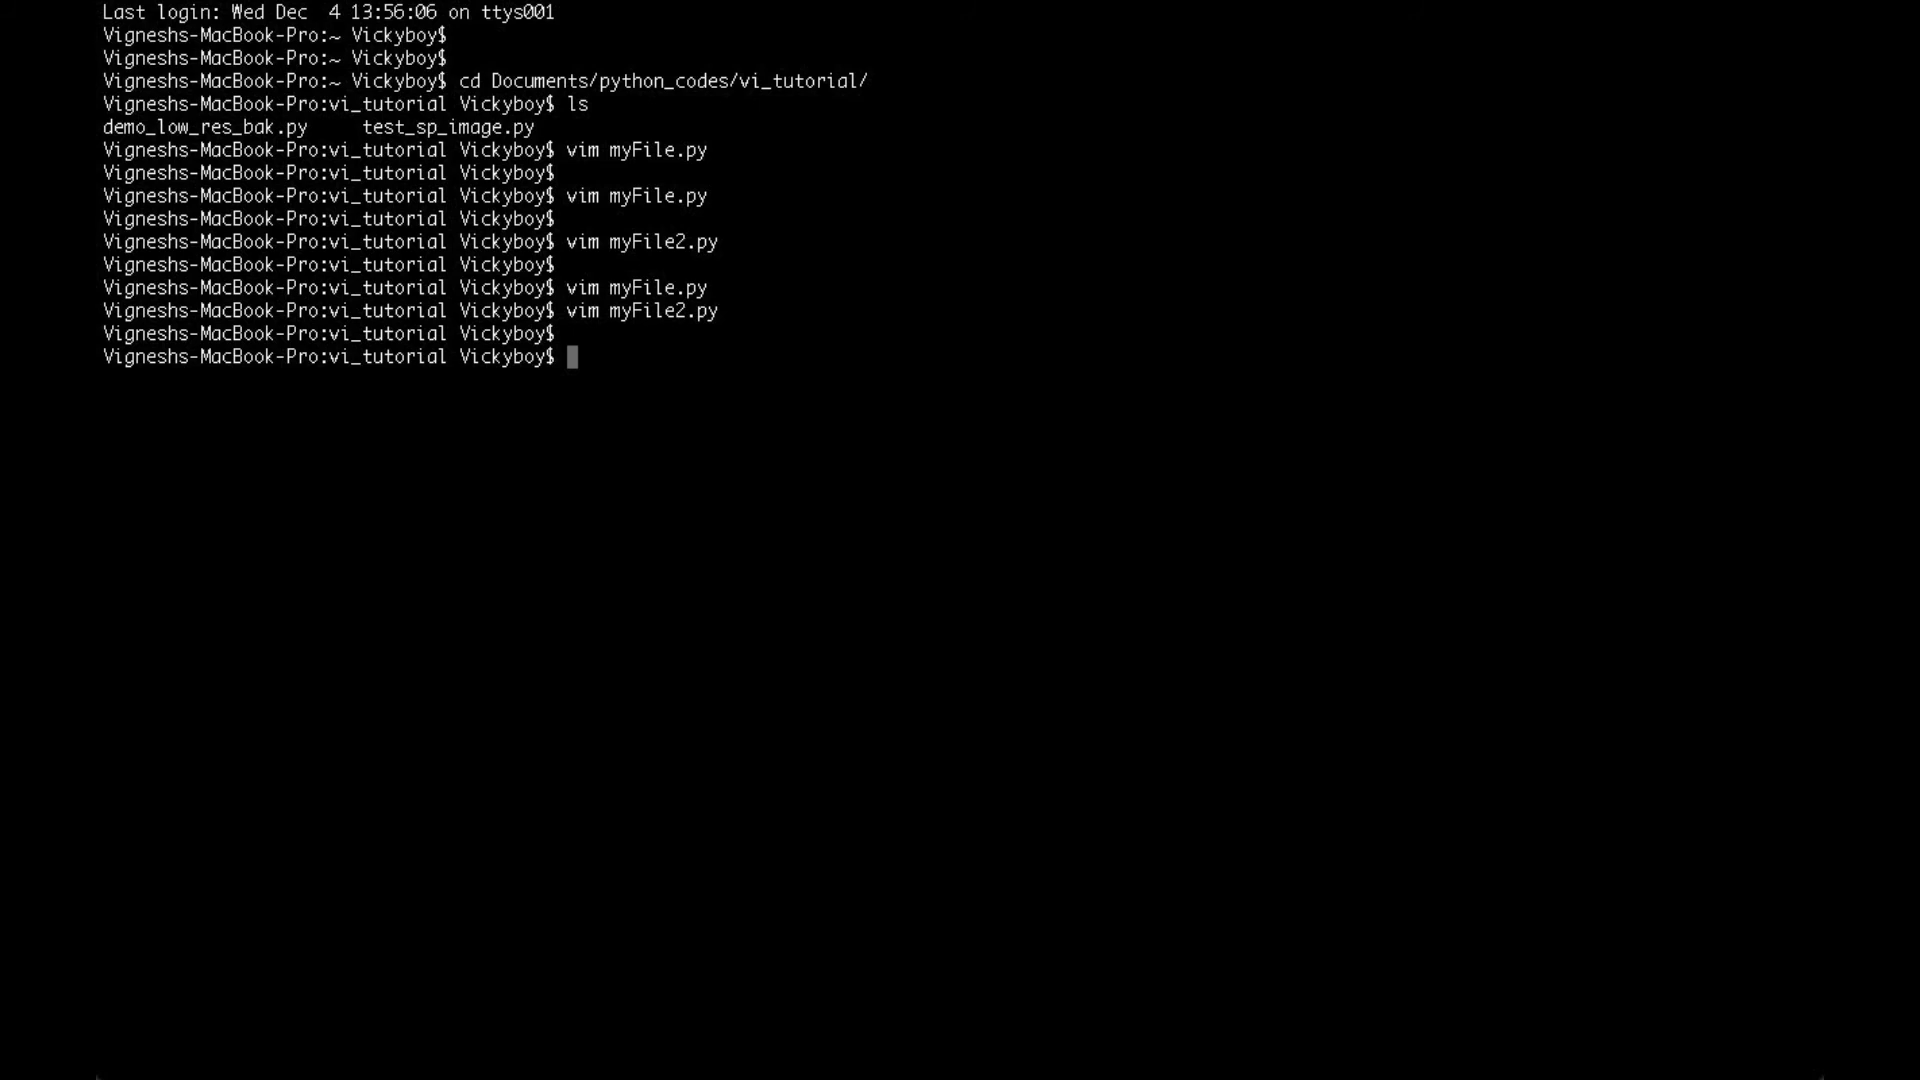 Last login: Wed Dec  4 13:56:06 on ttys001
Vigneshs-MacBook-Pro:~ Vickyboy$
Vigneshs-MacBook-Pro:~ Vickyboy$
Vigneshs-MacBook-Pro:~ Vickyboy$ cd Documents/python_codes/vi_tutorial/
Vigneshs-MacBook-Pro:vi_tutorial Vickyboy$ ls
demo_low_res_bak.py     test_sp_image.py
Vigneshs-MacBook-Pro:vi_tutorial Vickyboy$ vim myFile.py
Vigneshs-MacBook-Pro:vi_tutorial Vickyboy$
Vigneshs-MacBook-Pro:vi_tutorial Vickyboy$ vim myFile.py
Vigneshs-MacBook-Pro:vi_tutorial Vickyboy$
Vigneshs-MacBook-Pro:vi_tutorial Vickyboy$ vim myFile2.py
Vigneshs-MacBook-Pro:vi_tutorial Vickyboy$
Vigneshs-MacBook-Pro:vi_tutorial Vickyboy$ vim myFile.py
Vigneshs-MacBook-Pro:vi_tutorial Vickyboy$ vim myFile2.py
Vigneshs-MacBook-Pro:vi_tutorial Vickyboy$
Vigneshs-MacBook-Pro:vi_tutorial Vickyboy$